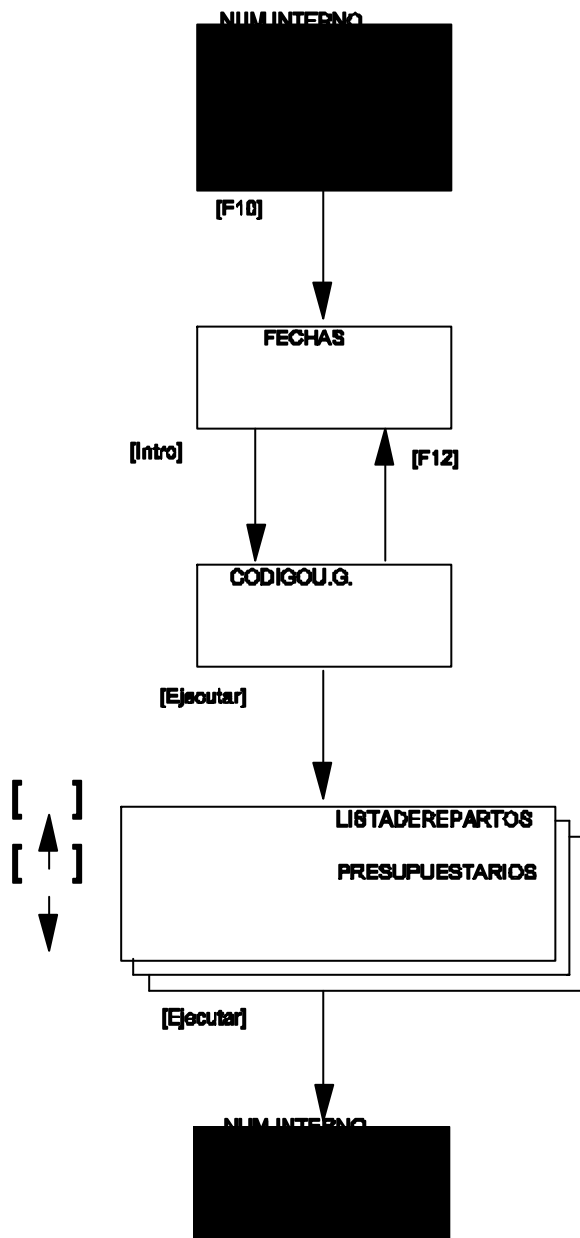 NUM.INTERNO
[F10]
FECHAS
[Intro]
[F12]
CODIGOU.G.
[Ejecutar]
[ ]
[ ]
LISTADEREPARTOS
PRESUPUESTARIOS
[Ejecutar]
NUM.INTERNO